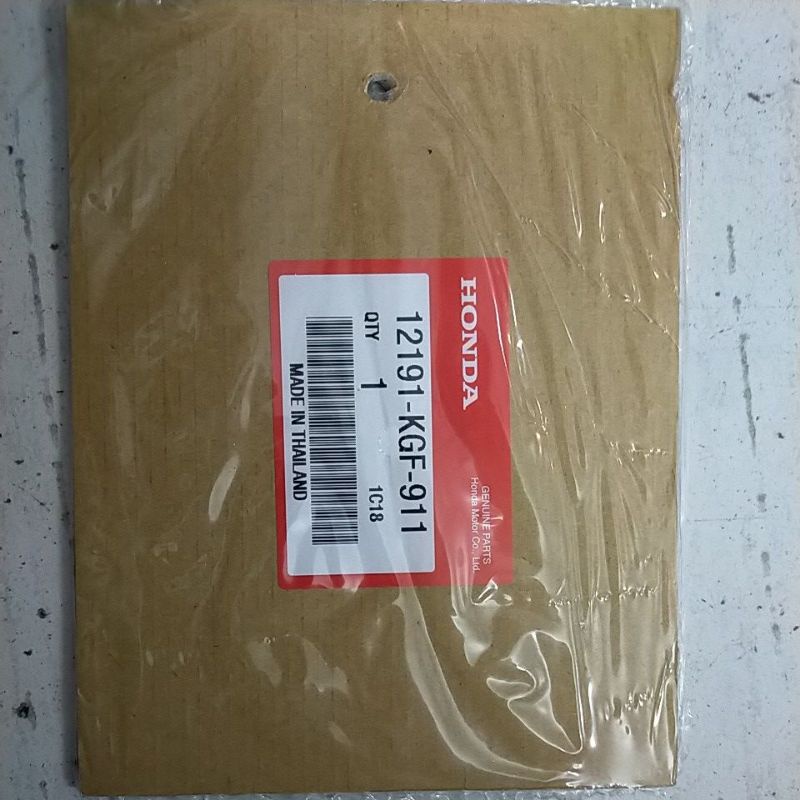 HONDA
GENUINE PARTS
Honda Motor Co., Ltd.
12191-KGF-911
QTY 1 1C18
MADE IN THAILAND